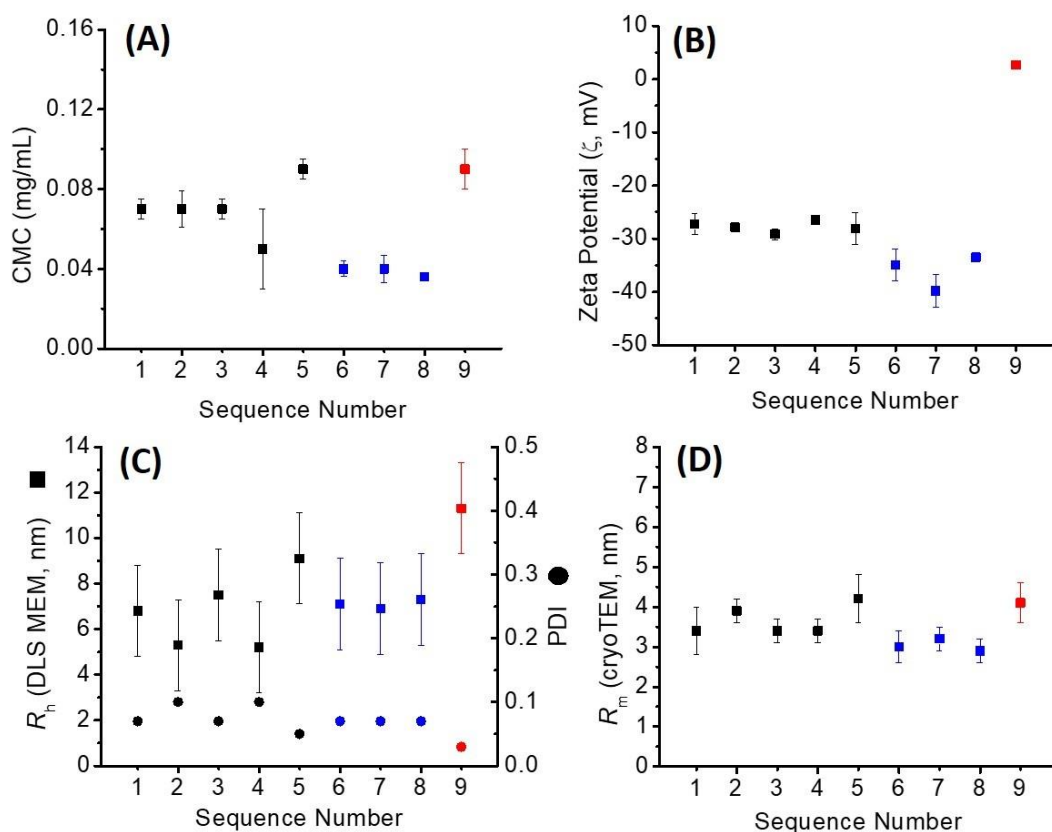 (A)
CMC (mg/mL)
0.16
0.12
0.08
0.04
0.00
1 2 3 4 5 6 7 8 9
Sequence Number
(B)
Zeta Potential (ζ, mV)
10
0
-10
-20
-30
-40
-50
1 2 3 4 5 6 7 8 9
Sequence Number
(C)
Rh (DLS MEM, nm)
14
12
10
8
6
4
2
0
0.5
0.4
0.3
0.2
0.1
0.0
PDI
1 2 3 4 5 6 7 8 9
Sequence Number
(D)
Rm (cryoTEM, nm)
8
7
6
5
4
3
2
1
0
1 2 3 4 5 6 7 8 9
Sequence Number